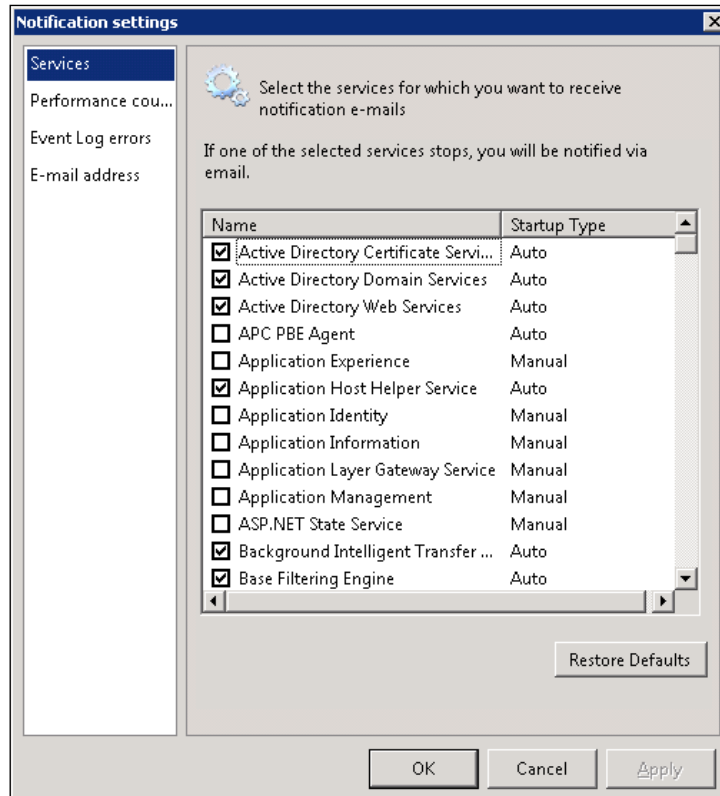 Notification settings
Services
Performance cou...
Event Log errors
E-mail address
Select the services for which you want to receive
notification e-mails
If one of the selected services stops, you will be notified via
email.
Name Startup Type
Active Directory Certificate Servi... Auto
Active Directory Domain Services Auto
Active Directory Web Services Auto
APC PBE Agent Auto
Application Experience Manual
Application Host Helper Service Auto
Application Identity Manual
Application Information Manual
Application Layer Gateway Service Manual
Application Management Manual
ASP.NET State Service Manual
Background Intelligent Transfer ... Auto
Base Filtering Engine Auto
Restore Defaults
OK Cancel Apply